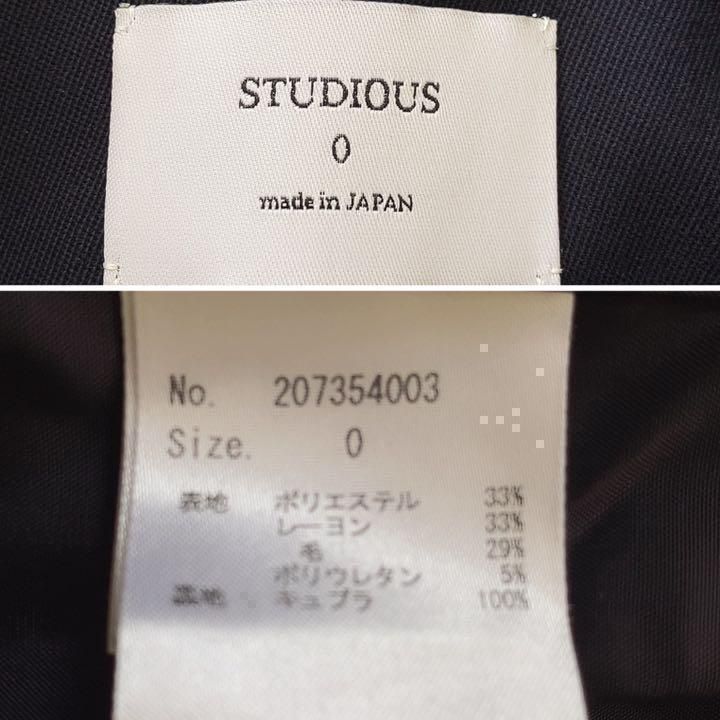 STUDIOUS
0
made in JAPAN
No. 207354003
Size. 0
表地 ポリエステル 33%
レーヨン 33%
毛 29%
ポリウレタン 5%
裏地 キュプラ 100%